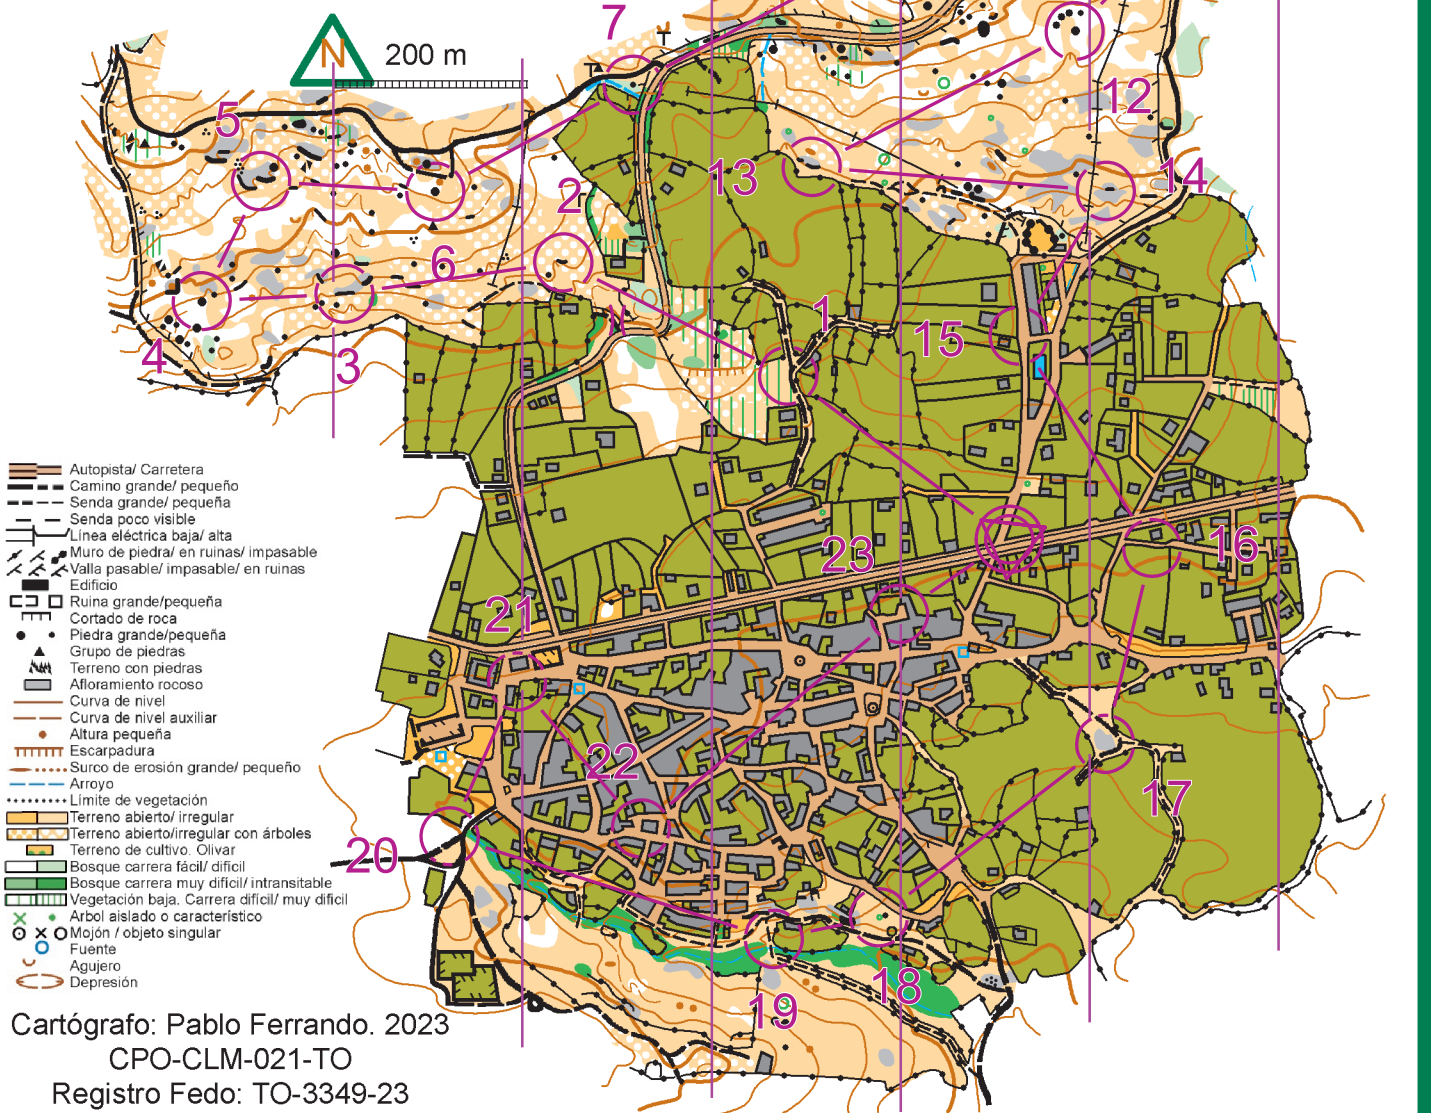 7
N
200 m
5
12
13
14
2
6
1
15
4
3
23
16
21
22
17
20
18
19
Autopista/ Carretera
Camino grande/ pequeño
Senda grande/ pequeña
Senda poco visible
Línea eléctrica baja/ alta
Muro de piedra/ en ruinas/ impasable
Valla pasable/ impasable/ en ruinas
Edificio
Ruina grande/pequeña
Cortado de roca
Piedra grande/pequeña
Grupo de piedras
Terreno con piedras
Afloramiento rocoso
Curva de nivel
Curva de nivel auxiliar
Altura pequeña
Escarpadura
Surco de erosión grande/ pequeño
Arroyo
Límite de vegetación
Terreno abierto/ irregular
Terreno abierto/irregular con árboles
Terreno de cultivo. Olivar
Bosque carrera fácil/ dificil
Bosque carrera muy difícil/ intransitable
Vegetación baja. Carrera difícil/ muy dificil
Arbol aislado o característico
Mojón / objeto singular
Fuente
Agujero
Depresión
Cartógrafo: Pablo Ferrando. 2023
CPO-CLM-021-TO
Registro Fedo: TO-3349-23